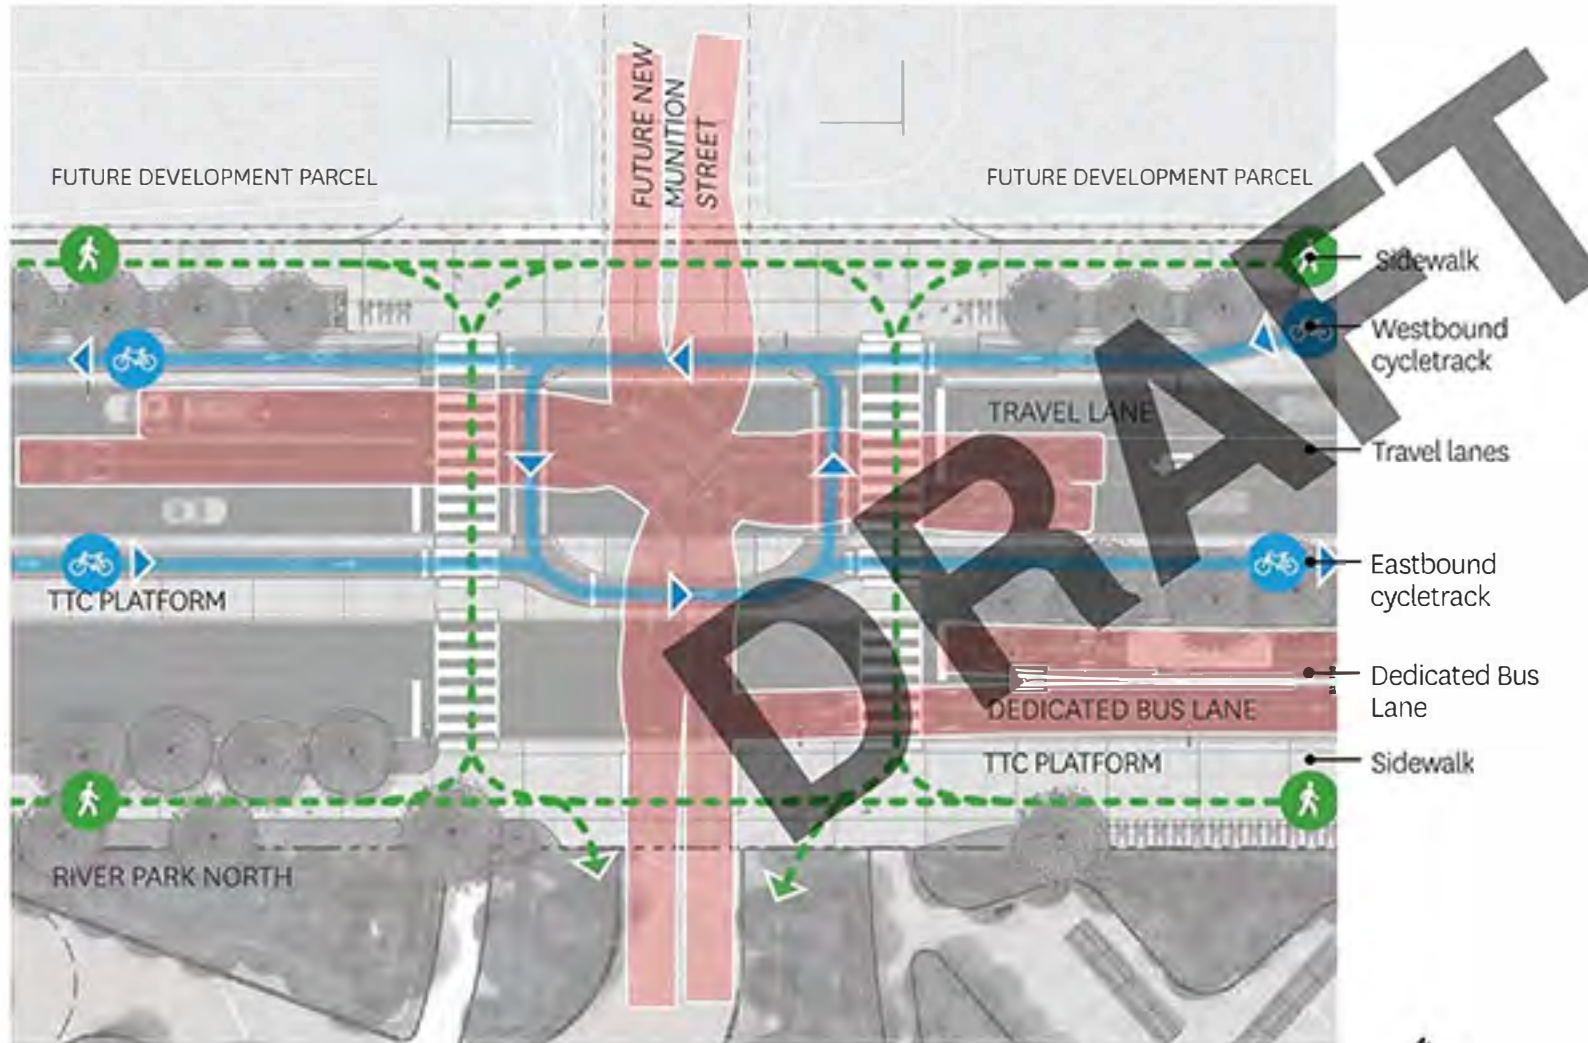 FUTURE NEW
MUNITION
STREET
FUTURE DEVELOPMENT PARCEL
FUTURE DEVELOPMENT PARCEL
Sidewalk
Westbound
cycletrack
TRAVEL LANE
Travel lanes
Eastbound
cycletrack
TTC PLATFORM
Dedicated Bus
Lane
DEDICATED BUS LANE
TTC PLATFORM
Sidewalk
RIVER PARK NORTH
DRAFT